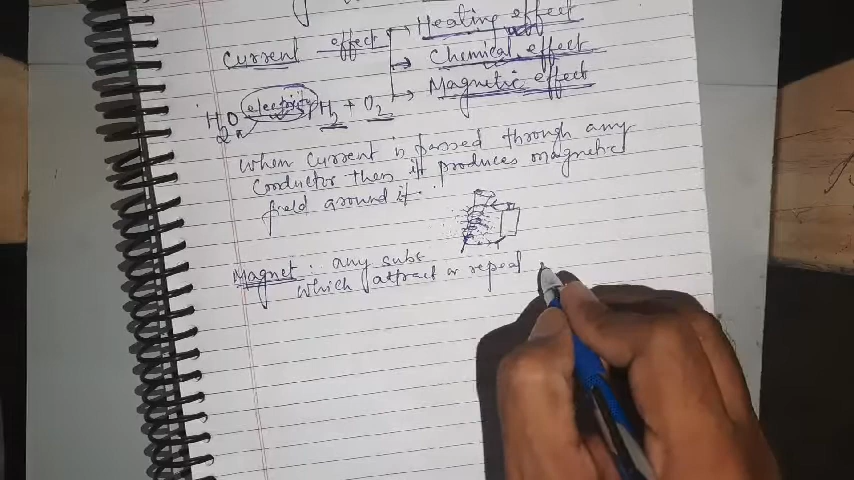 Heating effect
Current effect
Chemical effect
Magnetic effect
H2O electricity H2 + O2
When Current is passed through any
Conductor then it produces magnetic
field around it.
Magnet : any subs
which attract or repeal